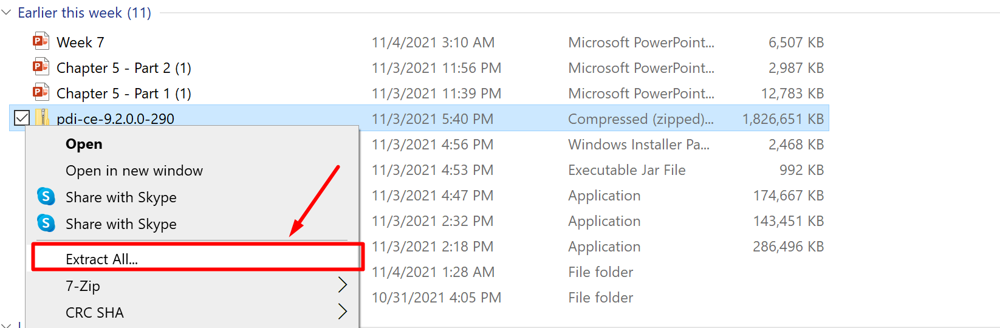 Earlier this week (11)
Week 7 11/4/2021 3:10 AM Microsoft PowerPoint... 6,507 KB
Chapter 5 - Part 2 (1) 11/3/2021 11:56 PM Microsoft PowerPoint... 2,987 KB
Chapter 5 - Part 1 (1) 11/3/2021 11:39 PM Microsoft PowerPoint... 12,783 KB
pdi-ce-9.2.0.0-290 11/3/2021 5:40 PM Compressed (zipped)... 1,826,651 KB
Open 11/3/2021 4:56 PM Windows Installer Pa... 2,468 KB
Open in new window 11/3/2021 4:53 PM Executable Jar File 992 KB
Share with Skype 11/3/2021 4:47 PM Application 174,667 KB
Share with Skype 11/3/2021 2:32 PM Application 143,451 KB
11/3/2021 2:18 PM Application 286,496 KB
Extract All...
11/4/2021 1:28 AM File folder
7-Zip
10/31/2021 4:05 PM File folder
CRC SHA